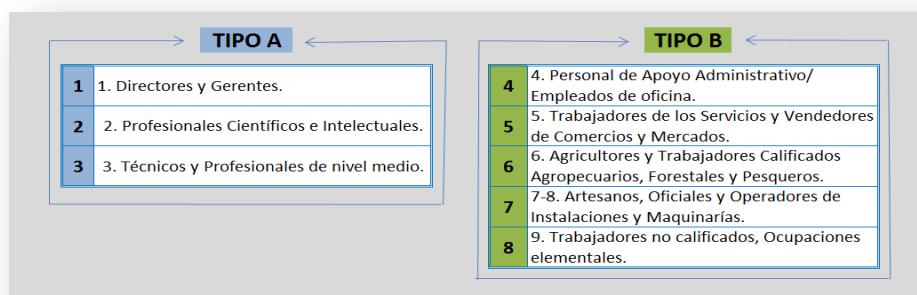 TIPO A
1 1. Directores y Gerentes.
2 2. Profesionales Científicos e Intelectuales.
3 3. Técnicos y Profesionales de nivel medio.
TIPO B
4 4. Personal de Apoyo Administrativo/
Empleados de oficina.
5 5. Trabajadores de los Servicios y Vendedores
de Comercios y Mercados.
6 6. Agricultores y Trabajadores Calificados
Agropecuarios, Forestales y Pesqueros.
7 7-8. Artesanos, Oficiales y Operadores de
Instalaciones y Maquinarías.
8 9. Trabajadores no calificados, Ocupaciones
elementales.